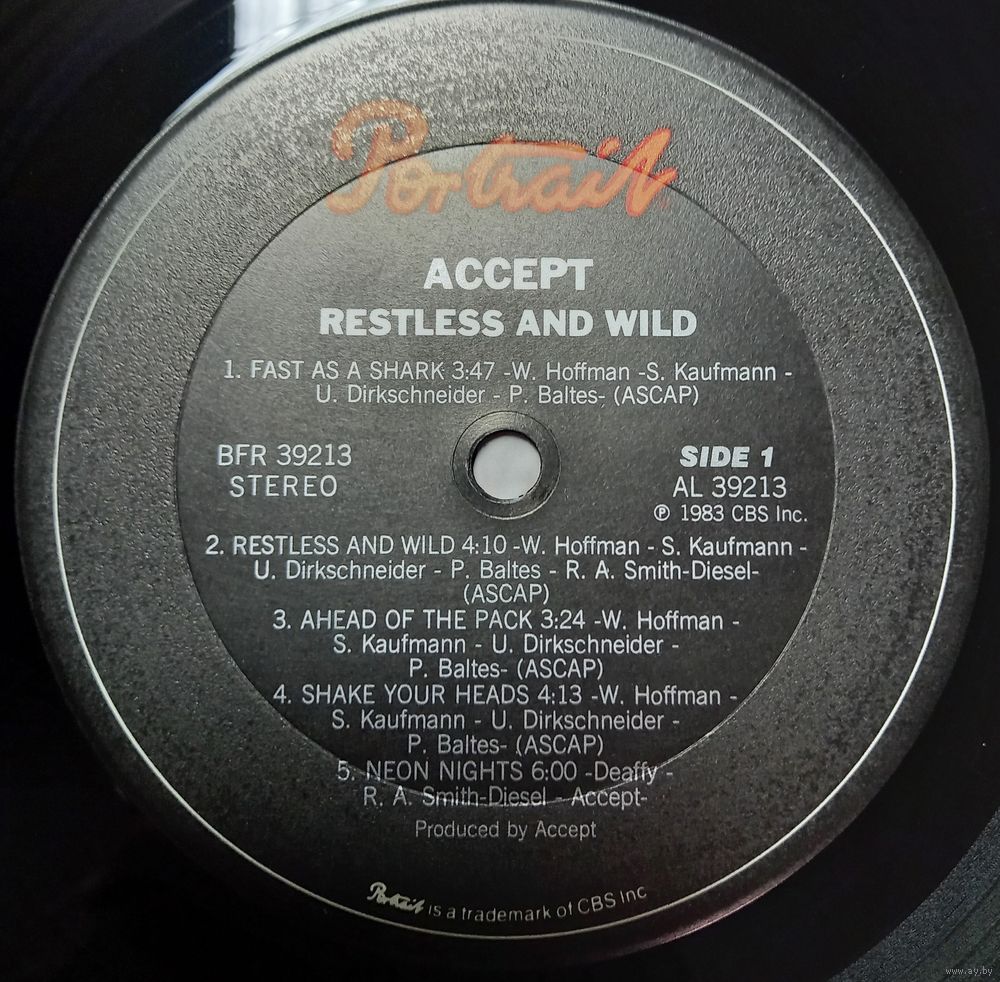 Portrait
ACCEPT
RESTLESS AND WILD
1. FAST AS A SHARK 3:47 -W. Hoffman -S. Kaufmann -
U. Dirkschneider - P. Baltes- (ASCAP)
BFR 39213
STEREO
SIDE 1
AL 39213
℗ 1983 CBS Inc.
2. RESTLESS AND WILD 4:10 -W. Hoffman - S. Kaufmann -
U. Dirkschneider - P. Baltes - R. A. Smith-Diesel-
(ASCAP)
3. AHEAD OF THE PACK 3:24 -W. Hoffman -
S. Kaufmann - U. Dirkschneider -
P. Baltes- (ASCAP)
4. SHAKE YOUR HEADS 4:13 -W. Hoffman -
S. Kaufmann - U. Dirkschneider -
P. Baltes- (ASCAP)
5. NEON NIGHTS 6:00 -Deaffy -
R. A. Smith-Diesel - Accept-
Produced by Accept
Portrait is a trademark of CBS Inc
www.ay.by